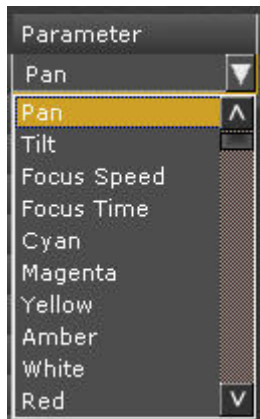 Parameter
Pan
Pan
Tilt
Focus Speed
Focus Time
Cyan
Magenta
Yellow
Amber
White
Red